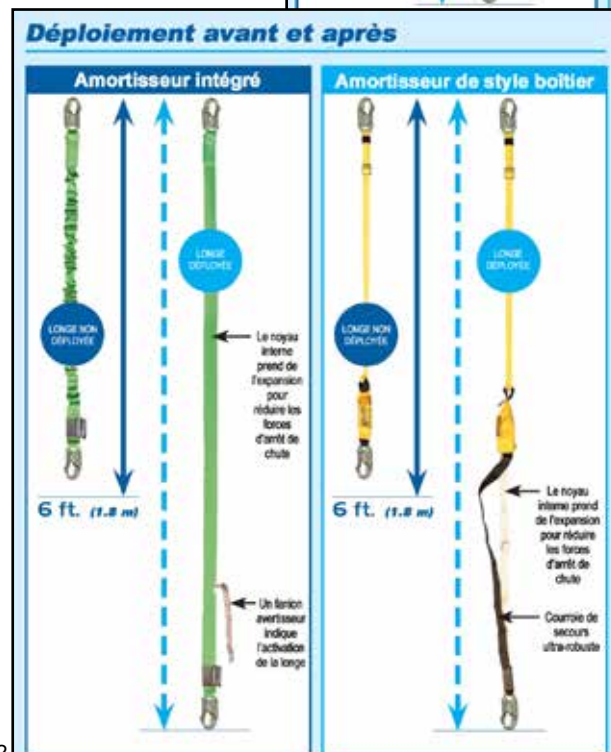 Déploiement avant et après
Amortisseur intégré
LONGE NON
DÉPLOYÉE
LONGE
DÉPLOYÉE
Le noyau
interne
prend de
l'expansion
pour
réduire les
forces
d'arrêt de
chute
6 ft. (1.8 m)
Un fanion
avertisseur
indique
l'activation
de la longe
Amortisseur de style boîtier
LONGE NON
DÉPLOYÉE
LONGE
DÉPLOYÉE
6 ft. (1.8 m)
Le noyau
interne prend
de l'expansion
pour réduire
les forces
d'arrêt de
chute
Courroie de
secours
ultra-robuste
2